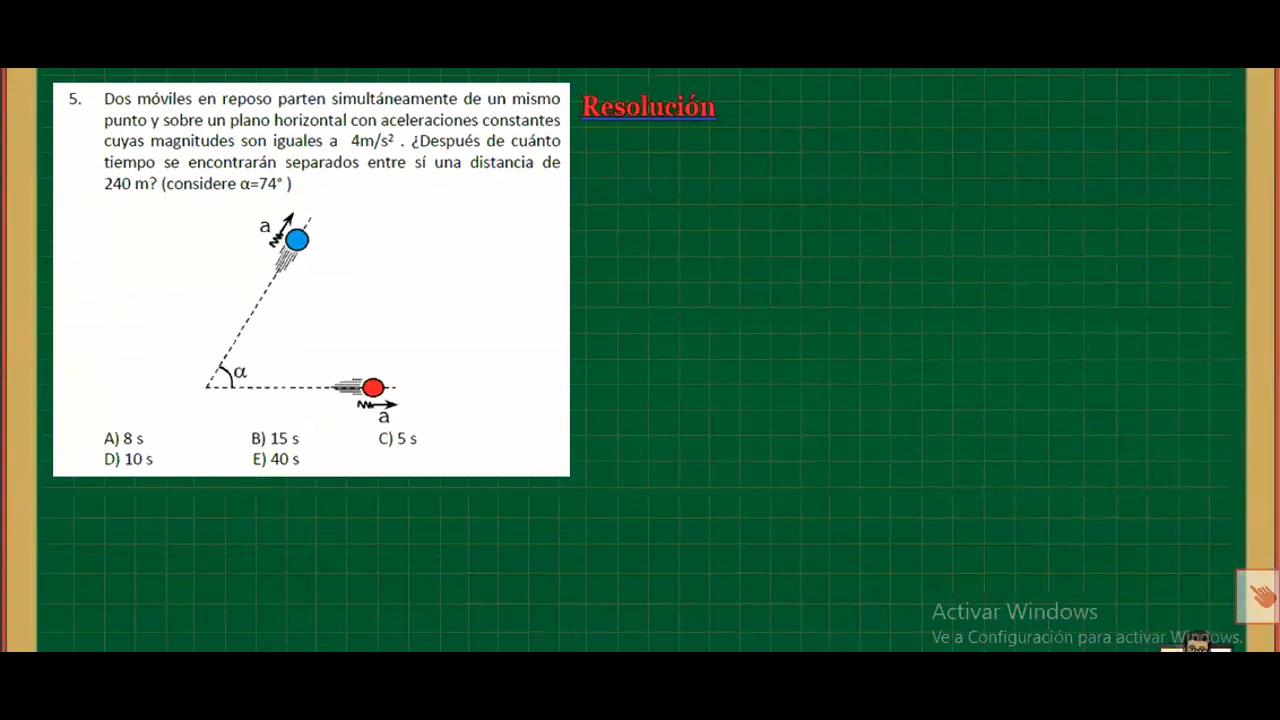 5. Dos móviles en reposo parten simultáneamente de un mismo
punto y sobre un plano horizontal con aceleraciones constantes
cuyas magnitudes son iguales a 4m/s² . ¿Después de cuánto
tiempo se encontrarán separados entre sí una distancia de
240 m? (considere α=74° )
Resolución
a
α
a
A) 8 s B) 15 s C) 5 s
D) 10 s E) 40 s
Activar Windows
Ve a Configuración para activar Windows.